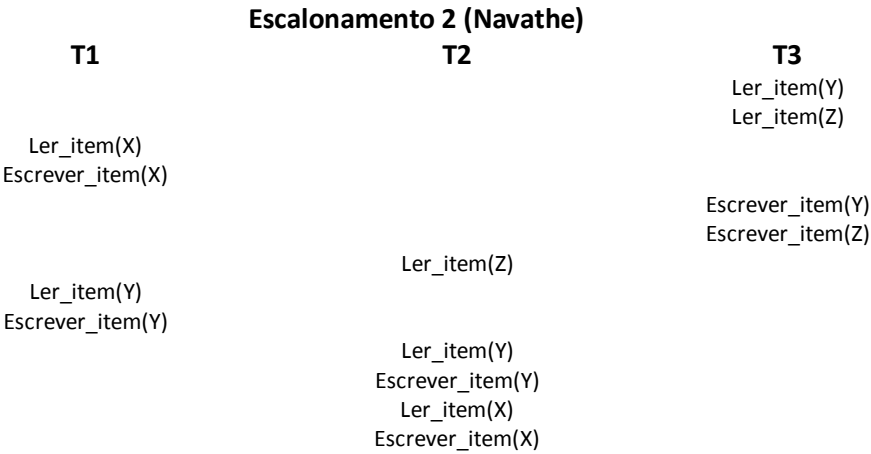 Escalonamento 2 (Navathe)
T1 T2 T3
Ler_item(Y)
Ler_item(Z)
Ler_item(X)
Escrever_item(X)
Escrever_item(Y)
Escrever_item(Z)
Ler_item(Z)
Ler_item(Y)
Escrever_item(Y)
Ler_item(Y)
Escrever_item(Y)
Ler_item(X)
Escrever_item(X)